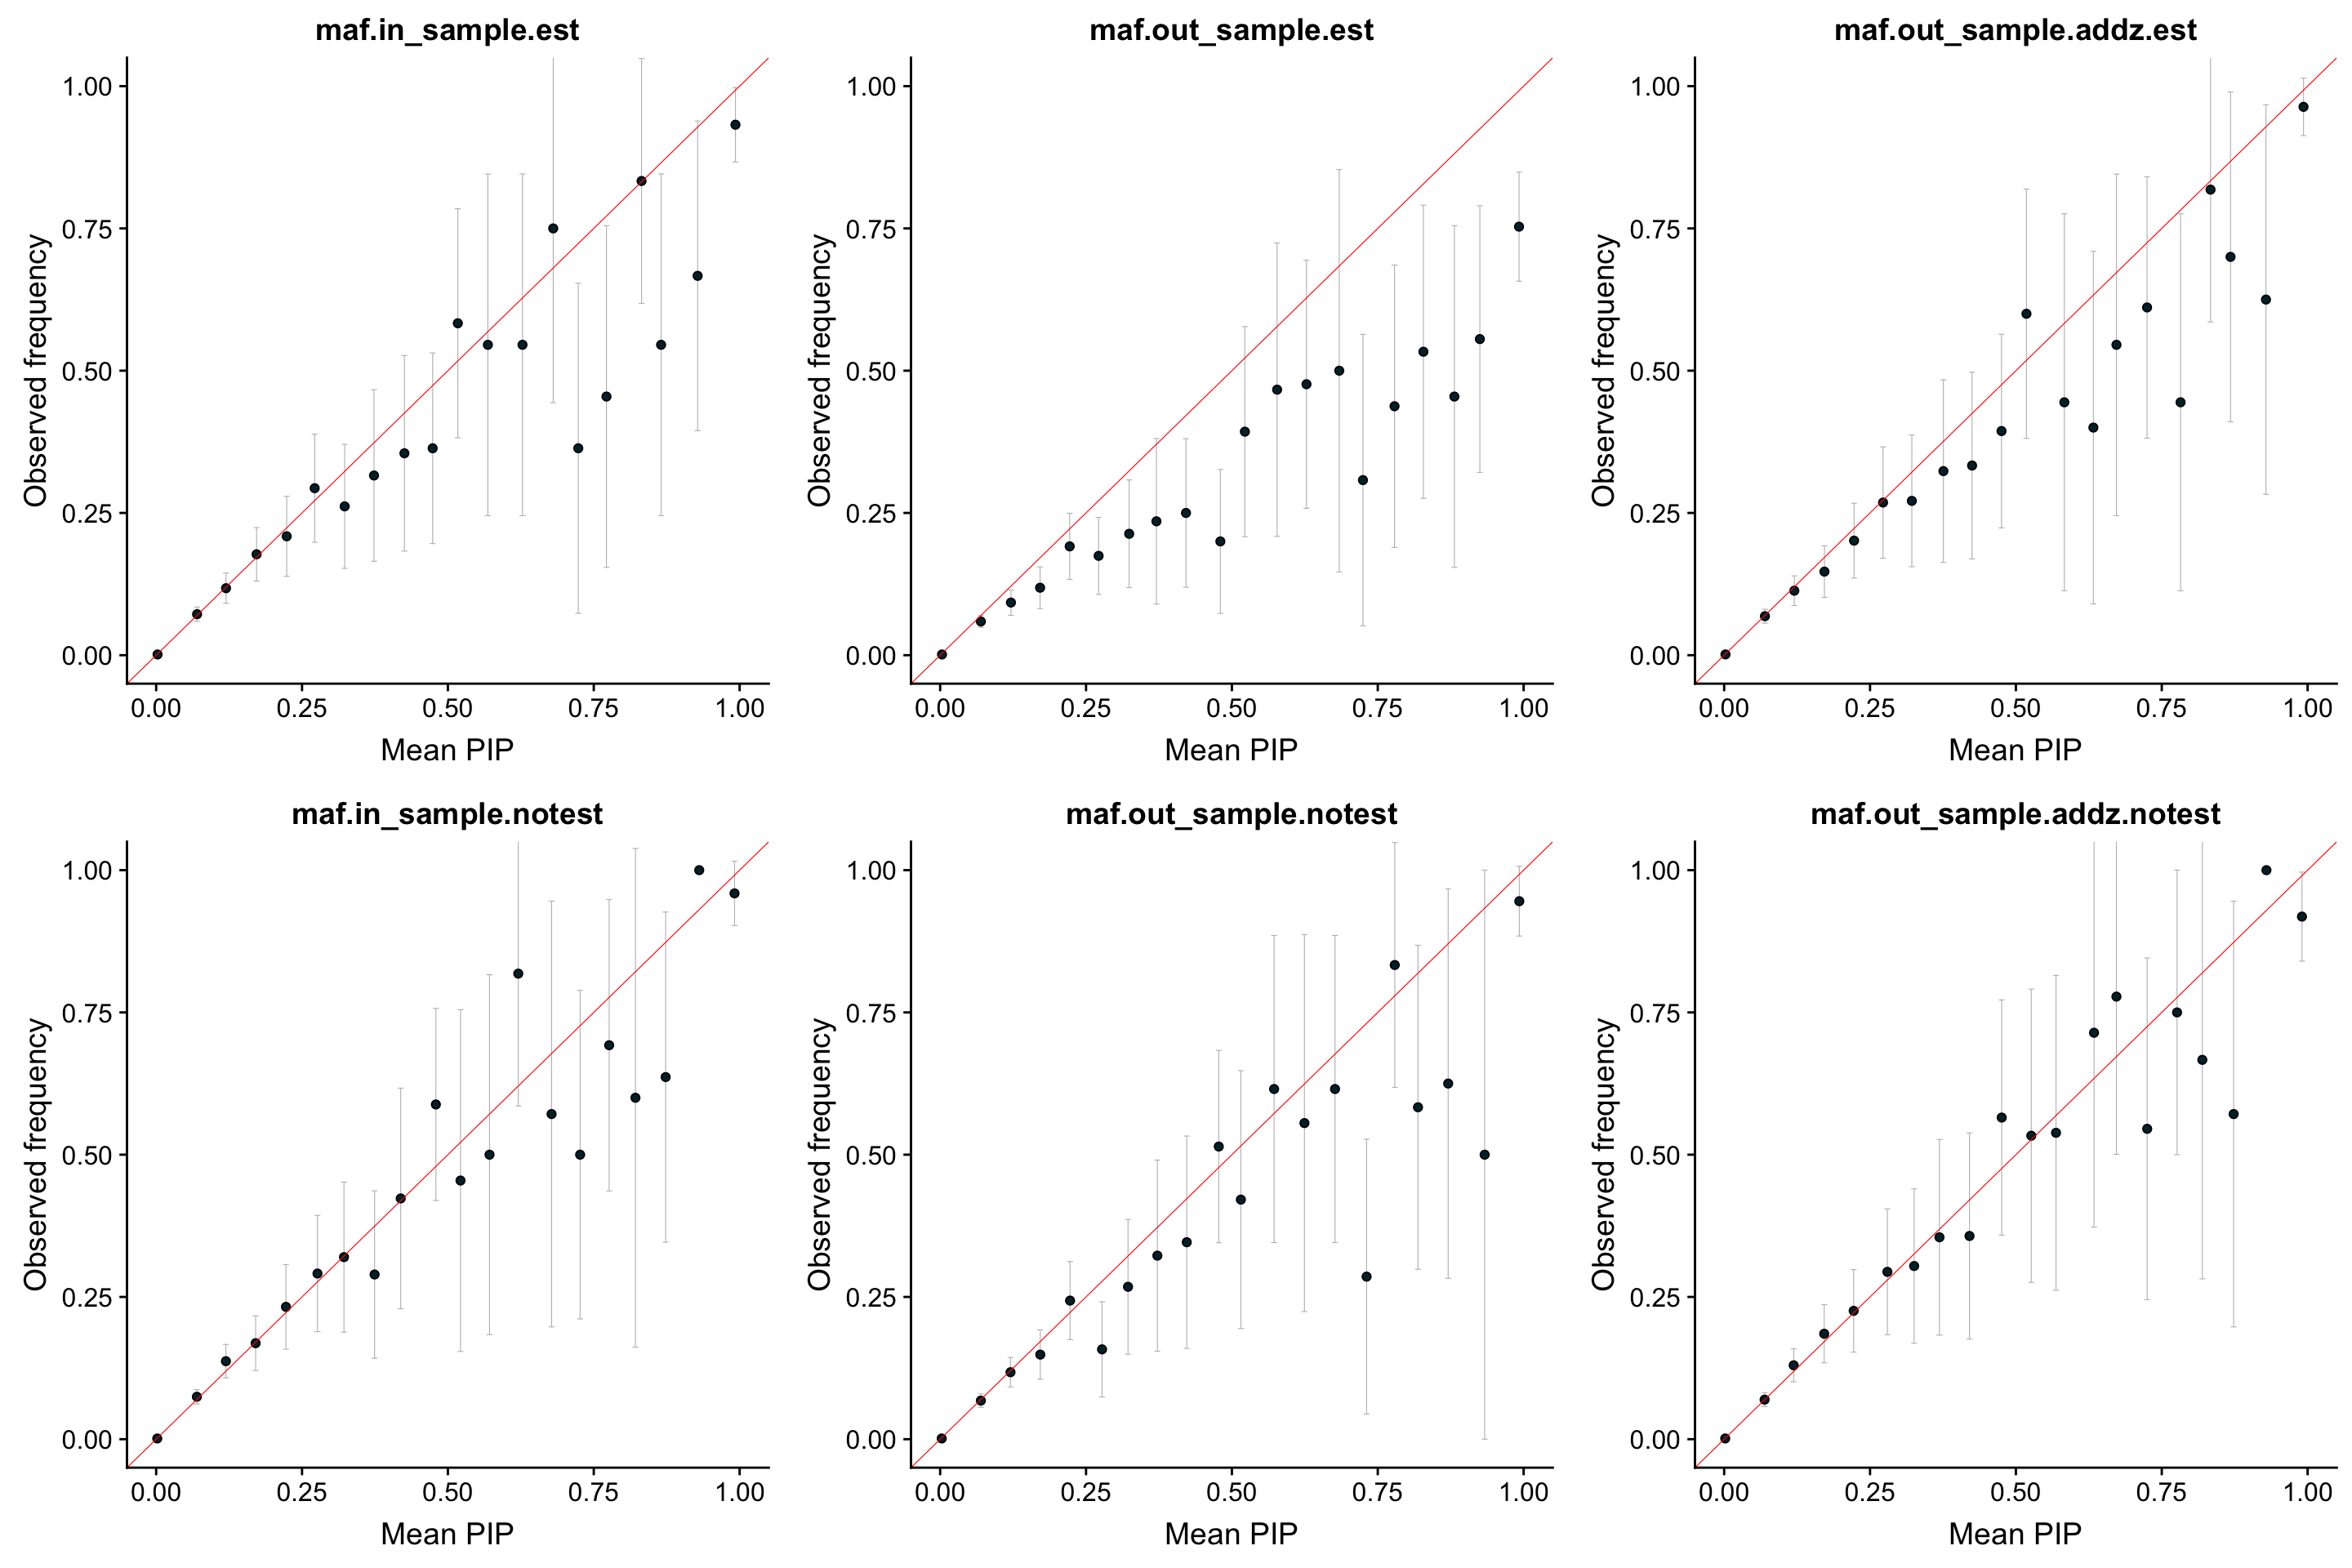 maf.in_sample.est
maf.out_sample.est
maf.out_sample.addz.est
Observed frequency
1.00
0.75
0.50
0.25
0.00
0.00 0.25 0.50 0.75 1.00
Mean PIP
Observed frequency
1.00
0.75
0.50
0.25
0.00
0.00 0.25 0.50 0.75 1.00
Mean PIP
Observed frequency
1.00
0.75
0.50
0.25
0.00
0.00 0.25 0.50 0.75 1.00
Mean PIP
maf.in_sample.notest
maf.out_sample.notest
maf.out_sample.addz.notest
Observed frequency
1.00
0.75
0.50
0.25
0.00
0.00 0.25 0.50 0.75 1.00
Mean PIP
Observed frequency
1.00
0.75
0.50
0.25
0.00
0.00 0.25 0.50 0.75 1.00
Mean PIP
Observed frequency
1.00
0.75
0.50
0.25
0.00
0.00 0.25 0.50 0.75 1.00
Mean PIP